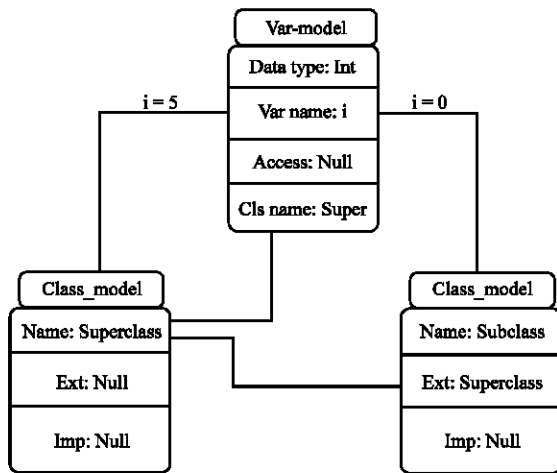 Var-model
Data type: Int
i = 5
Var name: i
i = 0
Access: Null
Cls name: Super
Class_model
Name: Superclass
Ext: Null
Imp: Null
Class_model
Name: Subclass
Ext: Superclass
Imp: Null